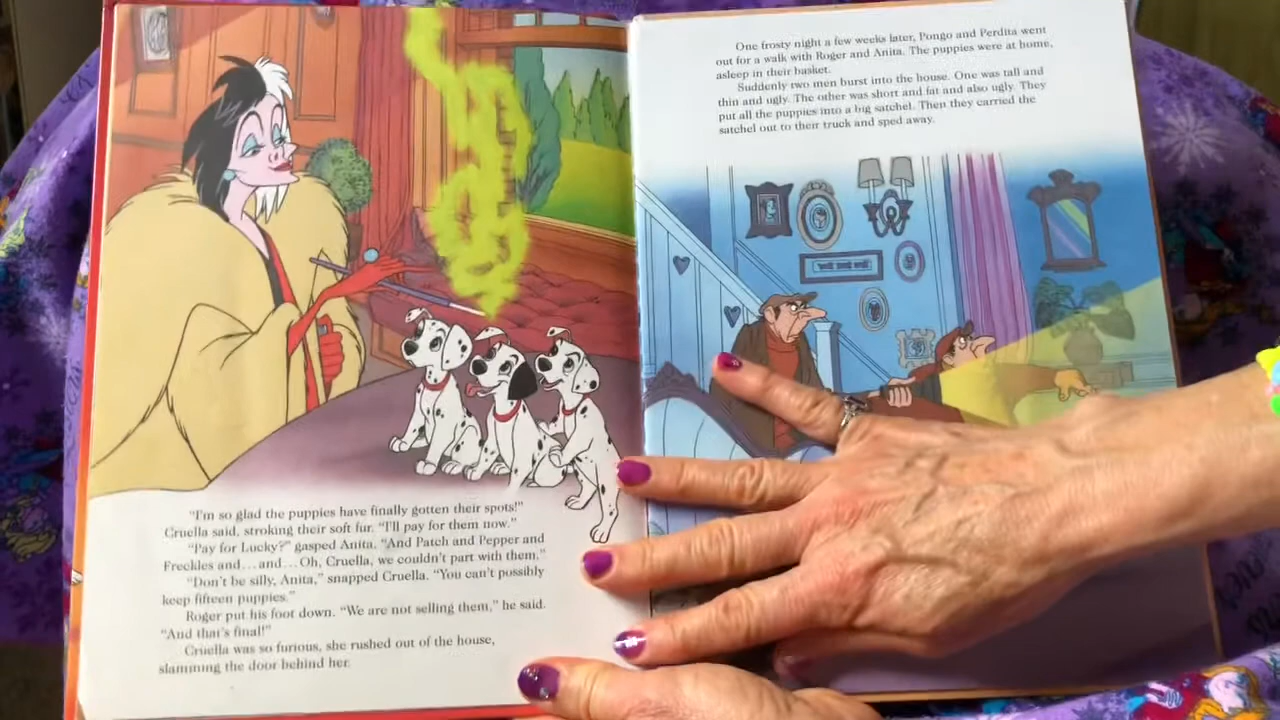 "I'm so glad the puppies have finally gotten their spots!"
Cruella said, stroking their soft fur. "I'll pay for them now."
"Pay for Lucky?" gasped Anita. "And Patch and Pepper and
Freckles and...and...Oh, Cruella, we couldn't part with them."
"Don't be silly, Anita," snapped Cruella. "You can't possibly
keep fifteen puppies."
Roger put his foot down. "We are not selling them," he said.
"And that's final!"
Cruella was so furious, she rushed out of the house,
slamming the door behind her.
One frosty night a few weeks later, Pongo and Perdita went
out for a walk with Roger and Anita. The puppies were at home,
asleep in their basket.
Suddenly two men burst into the house. One was tall and
thin and ugly. The other was short and fat and also ugly. They
put all the puppies into a big satchel. Then they carried the
satchel out to their truck and sped away.